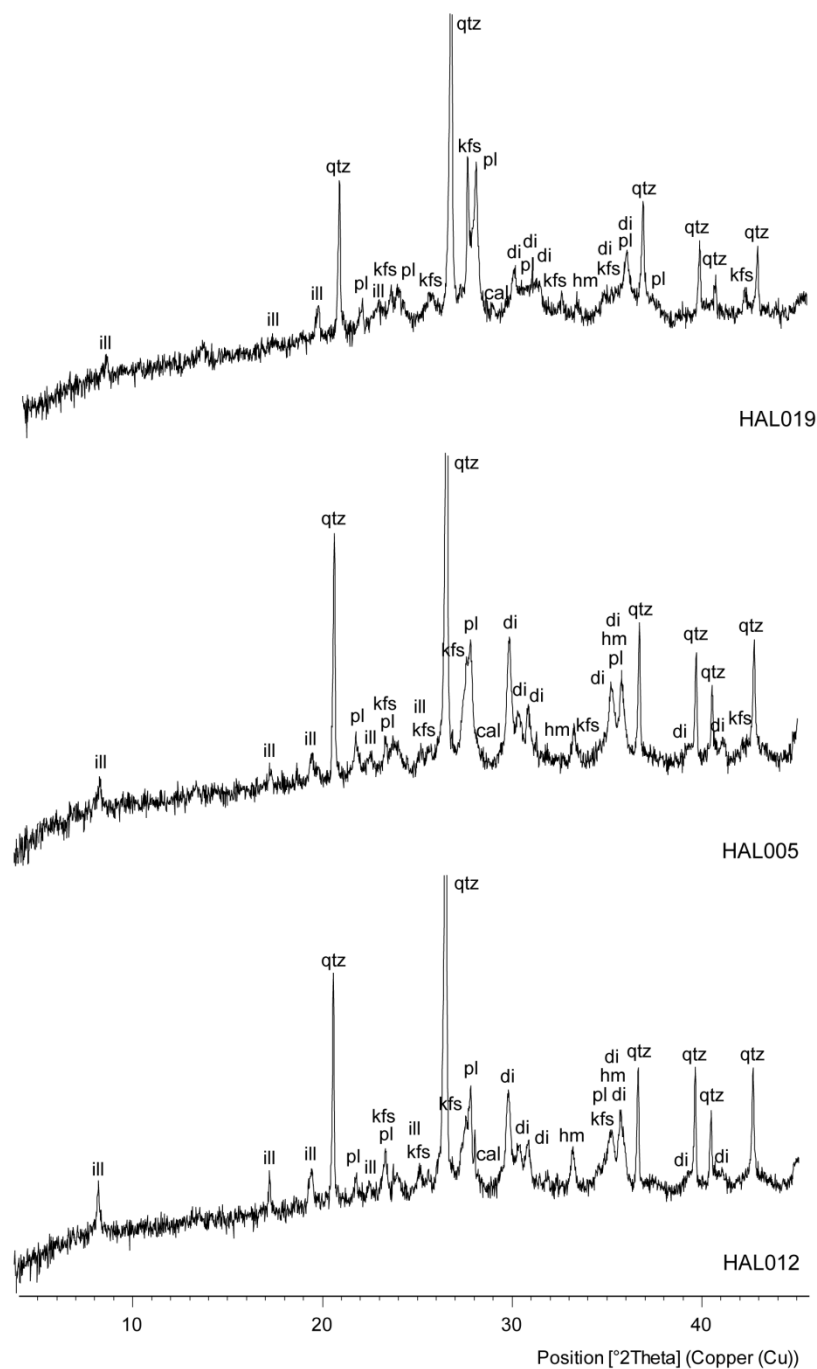 qtz
kfs
pl
qtz
qtz
di
di
pl
qtz
qtz
kfs
pl
di
di
pl
di
di
kfs
qtz
ill
pl
ill
kfs
cal
kfs
hm
pl
kfs
ill
ill
HAL019
qtz
qtz
pl
di
di
hm
pl
qtz
qtz
qtz
kfs
kfs
pl
ill
kfs
di
di
di
pl
ill
ill
ill
ill
cal
hm
kfs
di
di
kfs
HAL005
qtz
qtz
pl
di
di
hm
pl di
kfs
qtz
qtz
qtz
qtz
kfs
kfs
pl
ill
kfs
di
di
ill
ill
ill
pl
ill
cal
hm
di
di
HAL012
10 20 30 40
Position [°2Theta] (Copper (Cu))